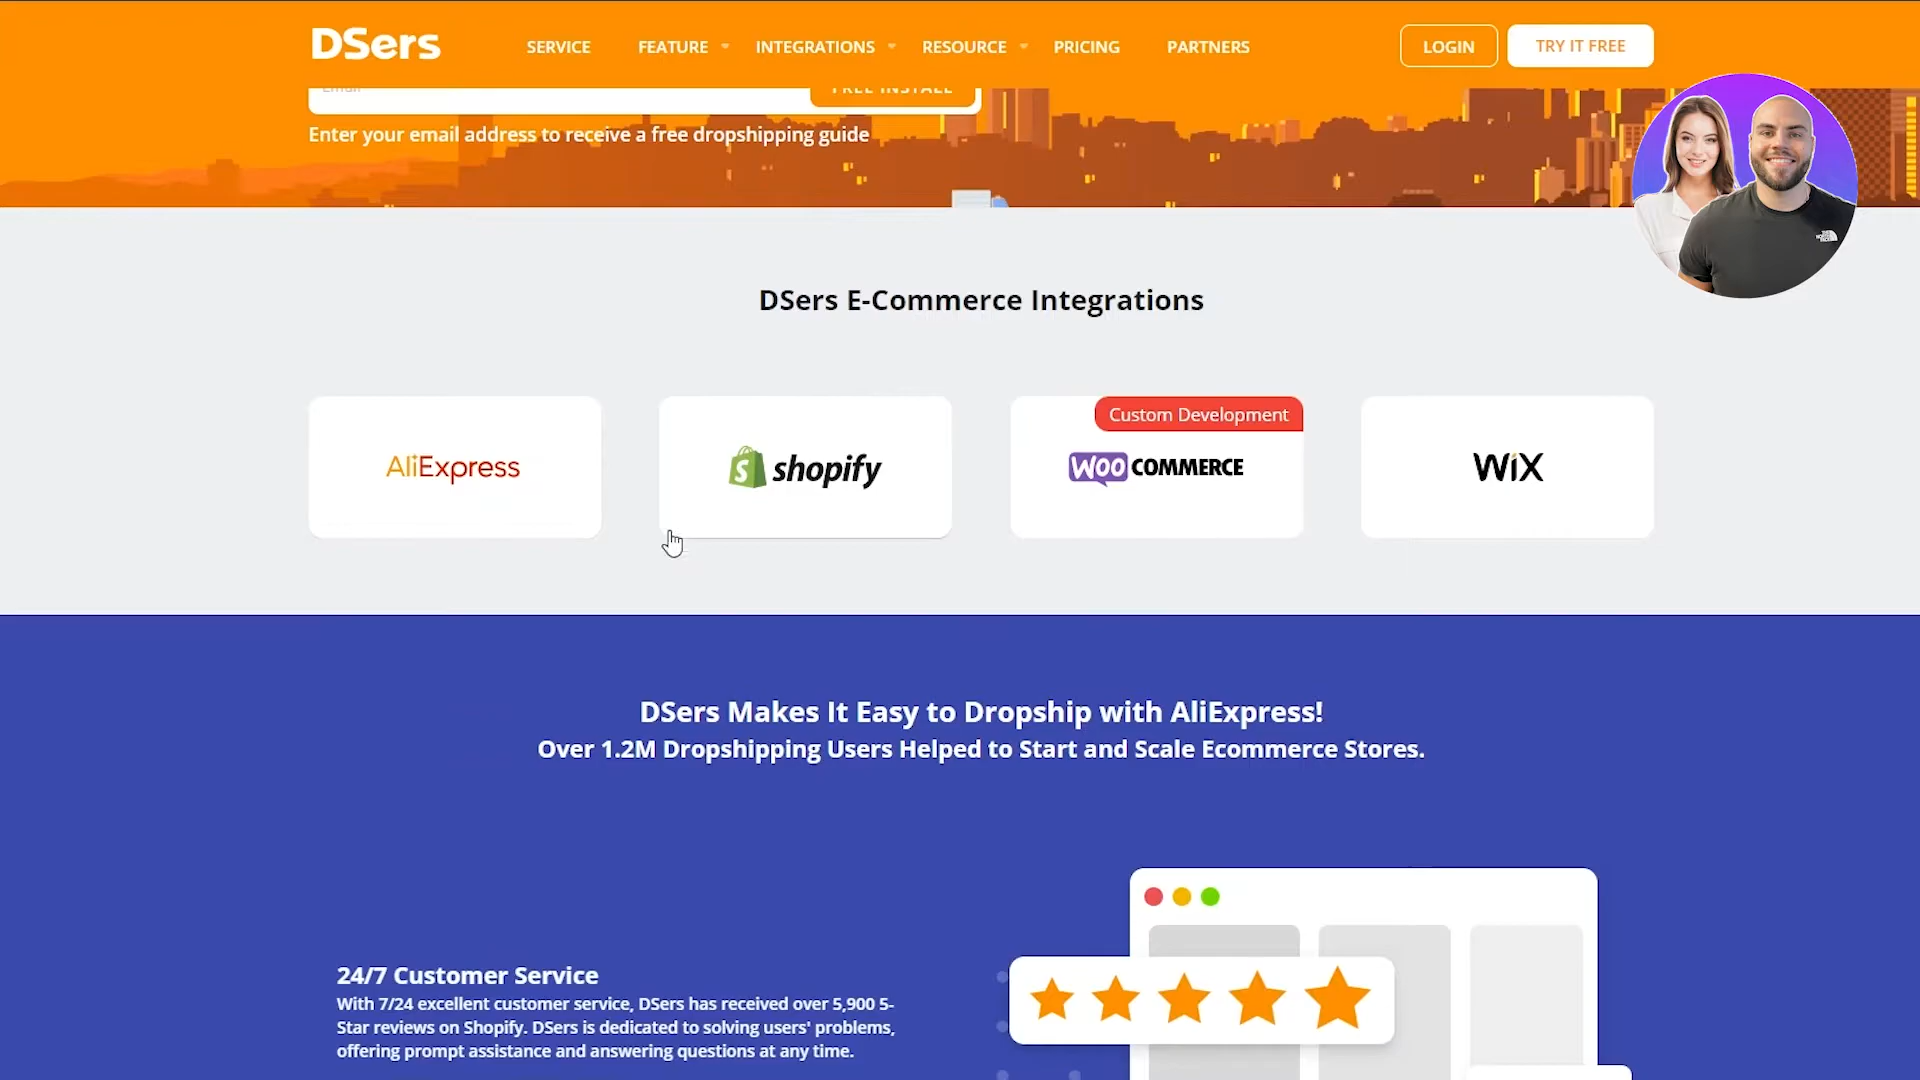 DSers
SERVICE
FEATURE
INTEGRATIONS
RESOURCE
PRICING
PARTNERS
LOGIN
TRY IT FREE
Email
FREE INSTALL
Enter your email address to receive a free dropshipping guide
DSers E-Commerce Integrations
AliExpress
shopify
Custom Development
WOO COMMERCE
WiX
DSers Makes It Easy to Dropship with AliExpress!
Over 1.2M Dropshipping Users Helped to Start and Scale Ecommerce Stores.
24/7 Customer Service
With 7/24 excellent customer service, DSers has received over 5,900 5-
Star reviews on Shopify. DSers is dedicated to solving users' problems,
offering prompt assistance and answering questions at any time.